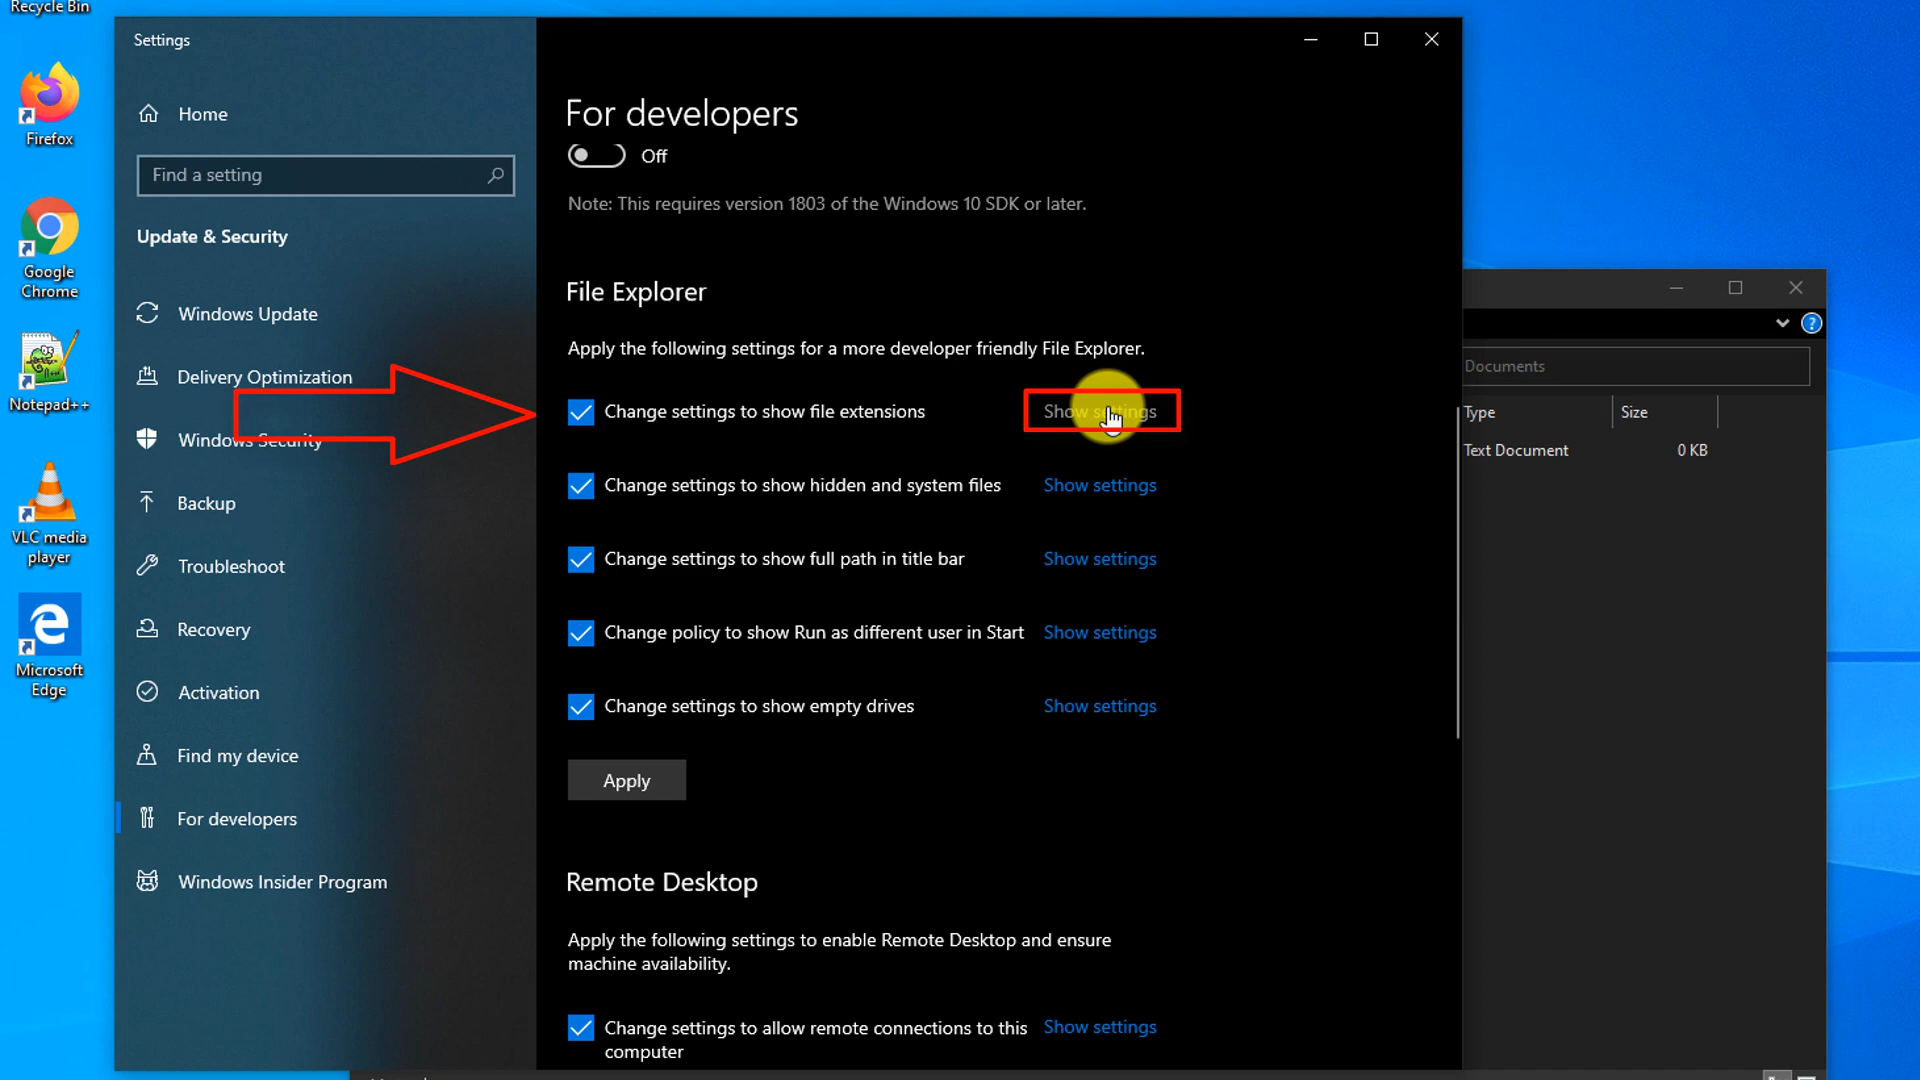 Recycle Bin
Firefox
Google
Chrome
Notepad++
VLC media
player
Microsoft
Edge
Settings
Home
Find a setting
Update & Security
Windows Update
Delivery Optimization
Windows Security
Backup
Troubleshoot
Recovery
Activation
Find my device
For developers
Windows Insider Program
For developers
Off
Note: This requires version 1803 of the Windows 10 SDK or later.
File Explorer
Apply the following settings for a more developer friendly File Explorer.
Change settings to show file extensions Show settings
Change settings to show hidden and system files Show settings
Change settings to show full path in title bar Show settings
Change policy to show Run as different user in Start Show settings
Change settings to show empty drives Show settings
Apply
Remote Desktop
Apply the following settings to enable Remote Desktop and ensure
machine availability.
Change settings to allow remote connections to this Show settings
computer
Documents
Type Size
Text Document 0 KB